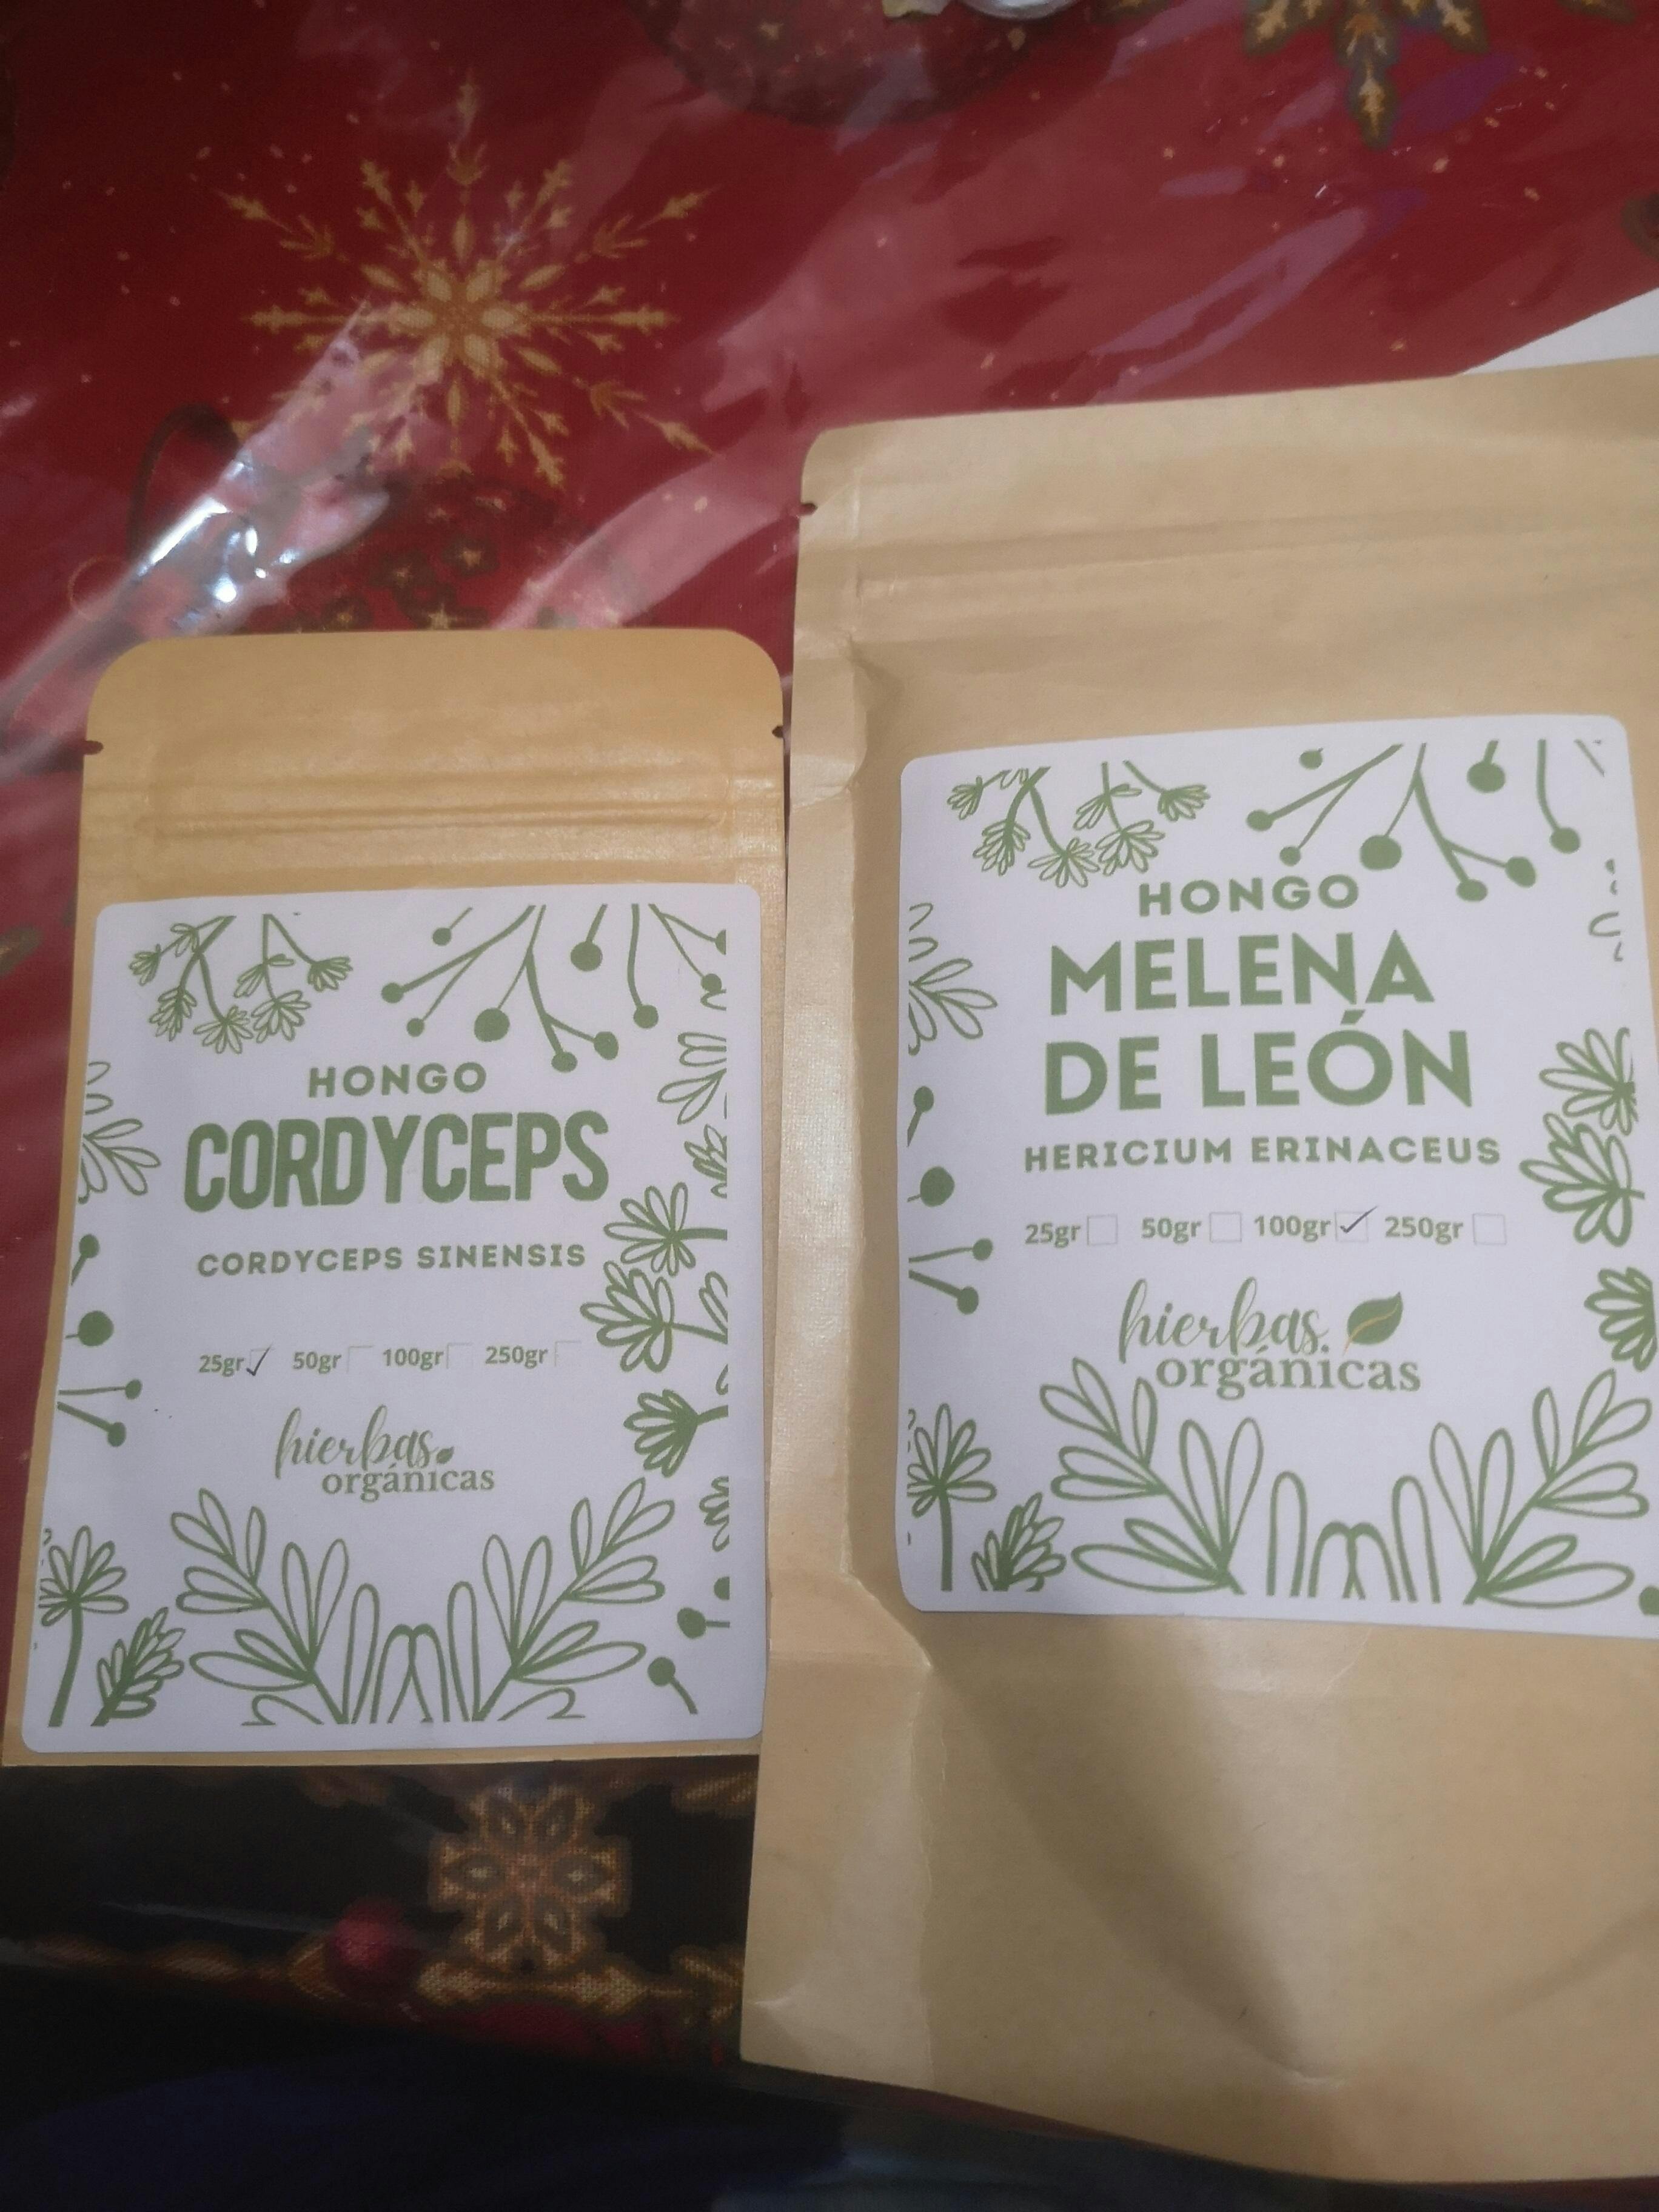 HONGO
CORDYCEPS
CORDYCEPS SINENSIS
25gr 50gr 100gr 250gr
hierbas
orgánicas
HONGO
MELENA
DE LEÓN
HERICIUM ERINACEUS
25gr 50gr 100gr 250gr
hierbas
orgánicas